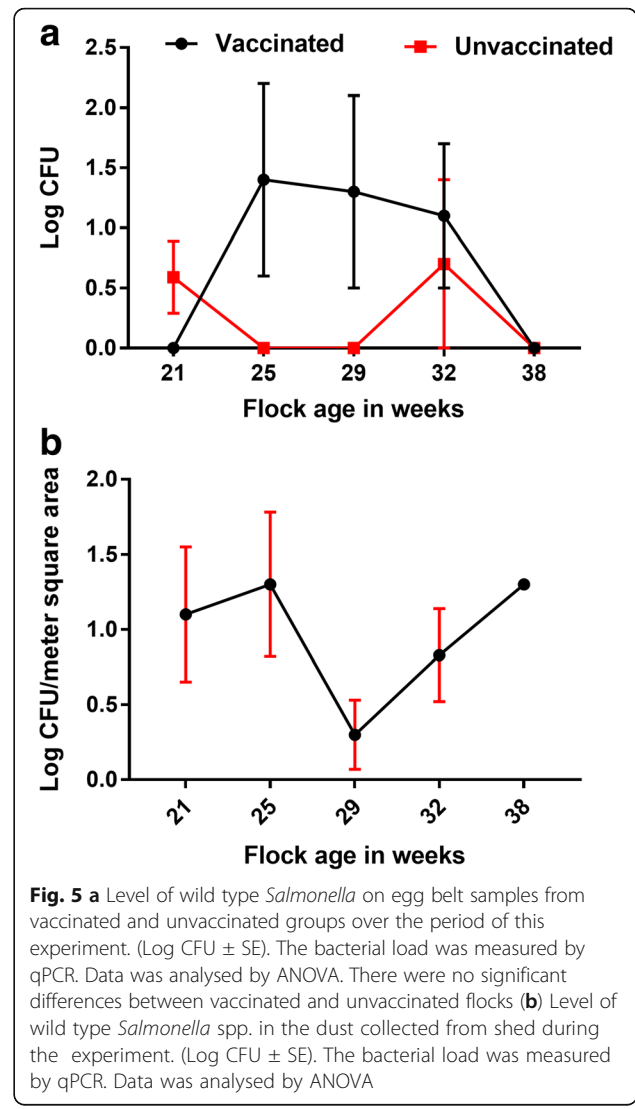 a
Vaccinated
Unvaccinated
2.5
2.0
1.5
1.0
0.5
0.0
Log CFU
21 25 29 32 38
Flock age in weeks
b
2.0
1.5
1.0
0.5
0.0
Log CFU/meter square area
21 25 29 32 38
Flock age in weeks
Fig. 5 a Level of wild type Salmonella on egg belt samples from
vaccinated and unvaccinated groups over the period of this
experiment. (Log CFU ± SE). The bacterial load was measured by
qPCR. Data was analysed by ANOVA. There were no significant
differences between vaccinated and unvaccinated flocks (b) Level of
wild type Salmonella spp. in the dust collected from shed during
the experiment. (Log CFU ± SE). The bacterial load was measured
by qPCR. Data was analysed by ANOVA